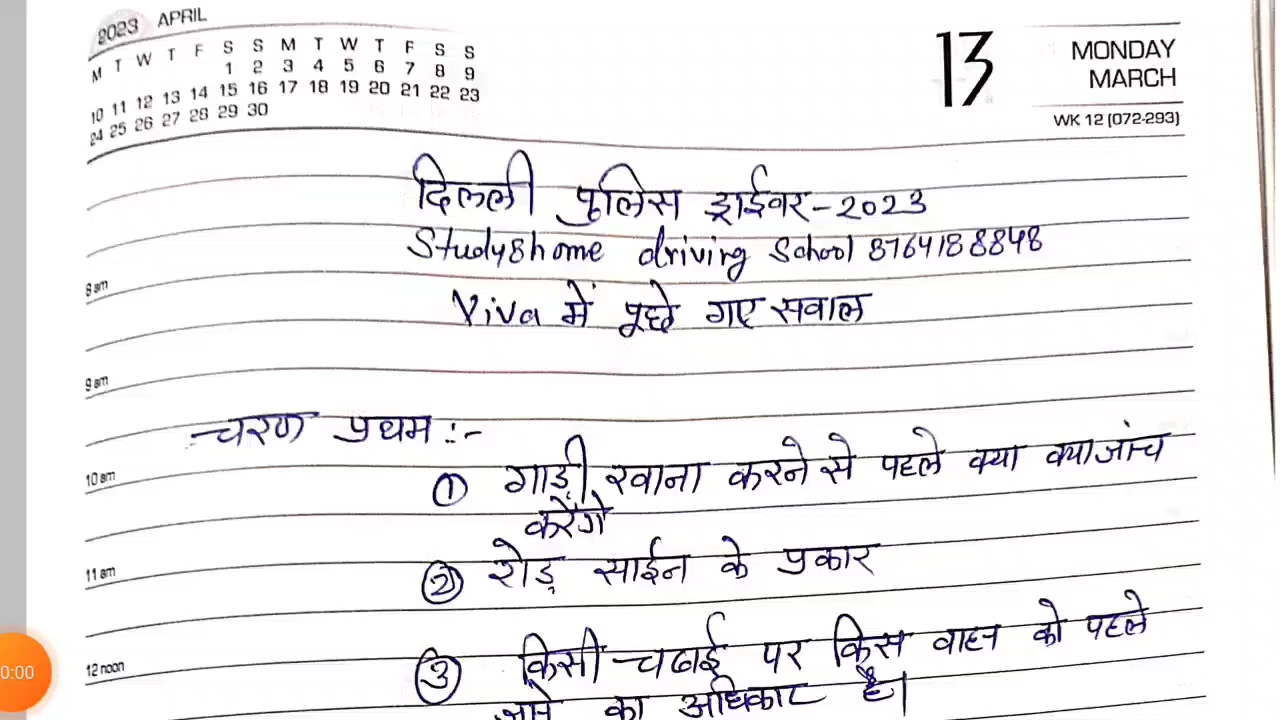 2023 APRIL
M T W T F S S M T W T F S S
1 2 3 4 5 6 7 8 9
10 11 12 13 14 15 16 17 18 19 20 21 22 23
24 25 26 27 28 29 30
13
MONDAY
MARCH
WK 12 (072-293)
दिल्ली पुलिस ड्राईवर-2023
Study8home driving School 8764188848
8 am
Viva में पूछे गए सवाल
9 am
चरण प्रथम :-
10 am
① गाड़ी रवाना करने से पहले क्या क्या जांच
करेंगे
11 am
② रोड़ साईन के प्रकार
12 noon
③ किसी चढाई पर किस वाहन को पहले
जाने का अधिकार है।
0:00